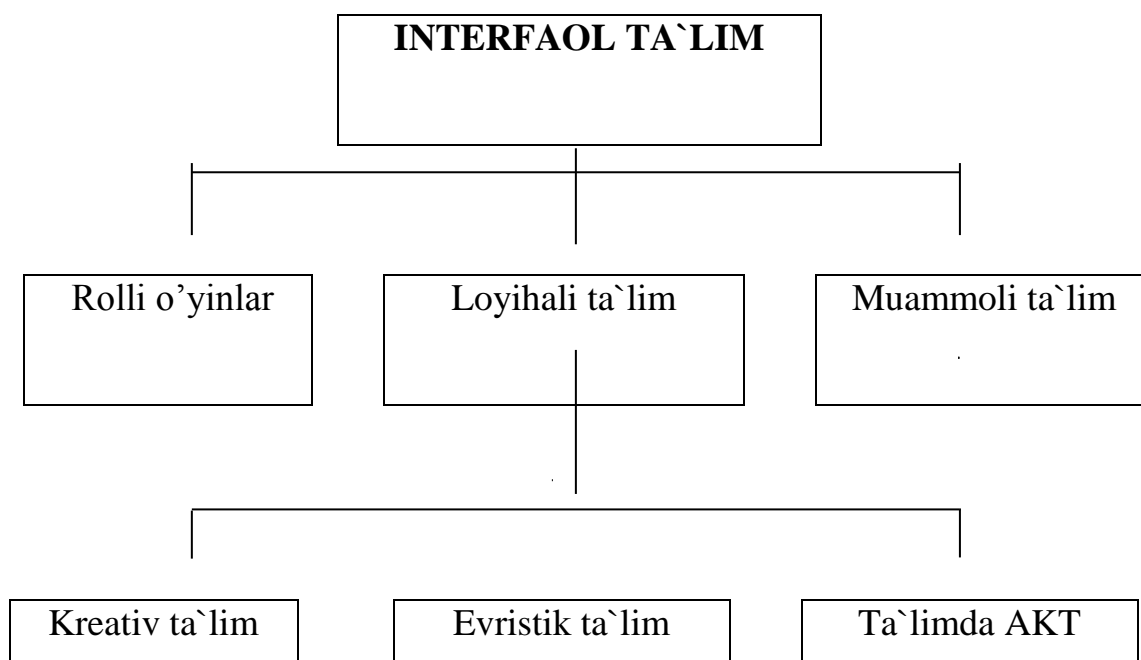 INTERFAOL TA`LIM
Rolli o’yinlar
Loyihali ta`lim
Muammoli ta`lim
Kreativ ta`lim
Evristik ta`lim
Ta`limda AKT